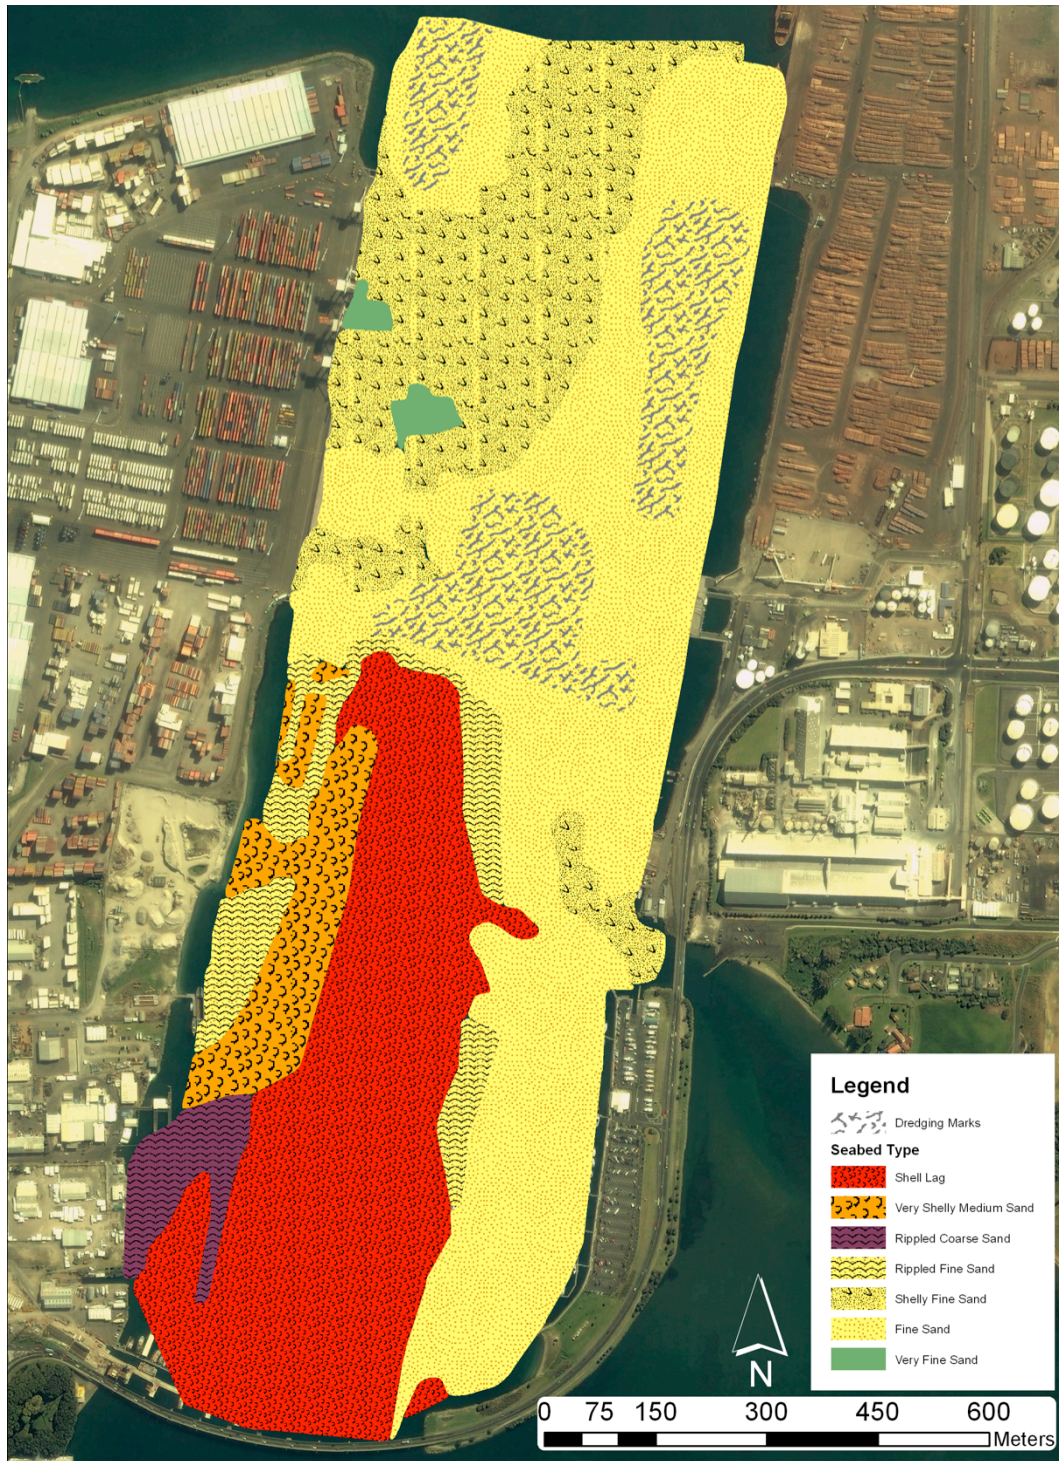 Legend
Dredging Marks
Seabed Type
Shell Lag
Very Shelly Medium Sand
Rippled Coarse Sand
Rippled Fine Sand
Shelly Fine Sand
Fine Sand
Very Fine Sand
N
0 75 150 300 450 600
Meters